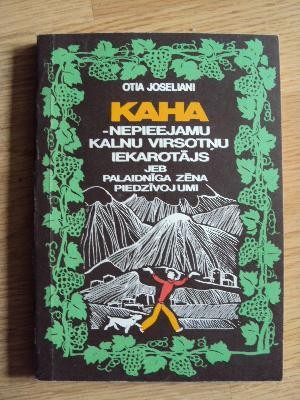 OTIA JOSELIANI
KAHA
-NEPIEEJAMU
KALNU VIRSOTŅU
IEKAROTĀJS
JEB
PALAIDNĪGA ZĒNA
PIEDZĪVOJUMI